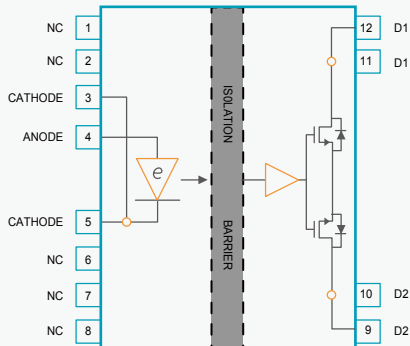 NC 1
NC 2
CATHODE 3
ANODE 4
CATHODE 5
NC 6
NC 7
NC 8
e
ISOLATION
BARRIER
12 D1
11 D1
10 D2
9 D2